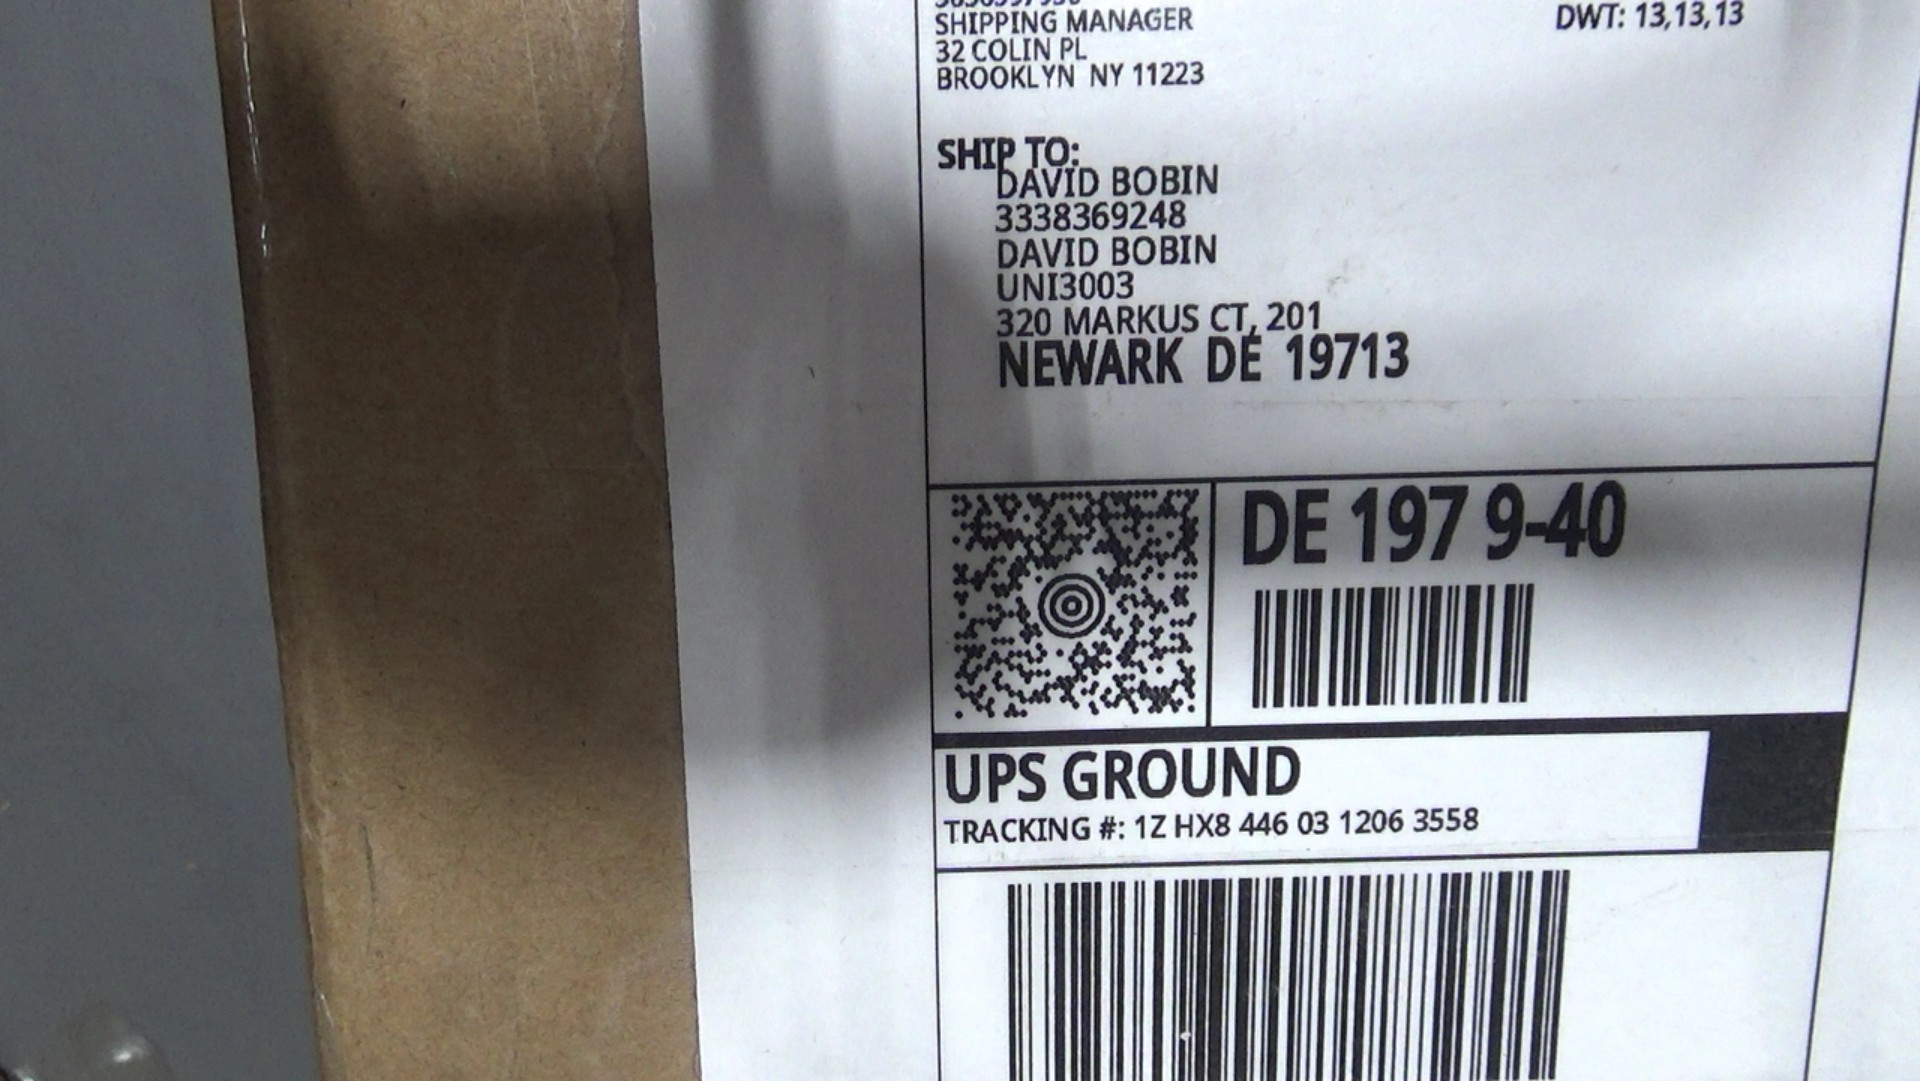 SHIPPING MANAGER
DWT: 13,13,13
32 COLIN PL
BROOKLYN NY 11223
SHIP TO:
DAVID BOBIN
3338369248
DAVID BOBIN
UNI3003
320 MARKUS CT, 201
NEWARK DE 19713
DE 197 9-40
UPS GROUND
TRACKING #: 1Z HX8 446 03 1206 3558